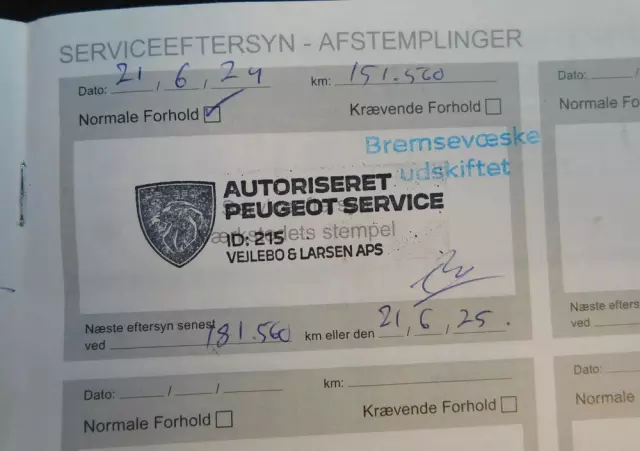 SERVICEEFTERSYN - AFSTEMPLINGER
Dato: 21 / 6 / 24 km: 151.560
Normale Forhold Krævende Forhold
Bremsevæske
udskiftet
AUTORISERET
PEUGEOT SERVICE
værkstedets stempel
ID: 215
VEJLEBO & LARSEN APS
Næste eftersyn senest
ved 181.560 km eller den 21, 6, 25.
Dato: / / km:
Normale Forhold Krævende Forhold
Dato: /
Normale Forhold
Næste eftersyn
ved
Dato:
Normale